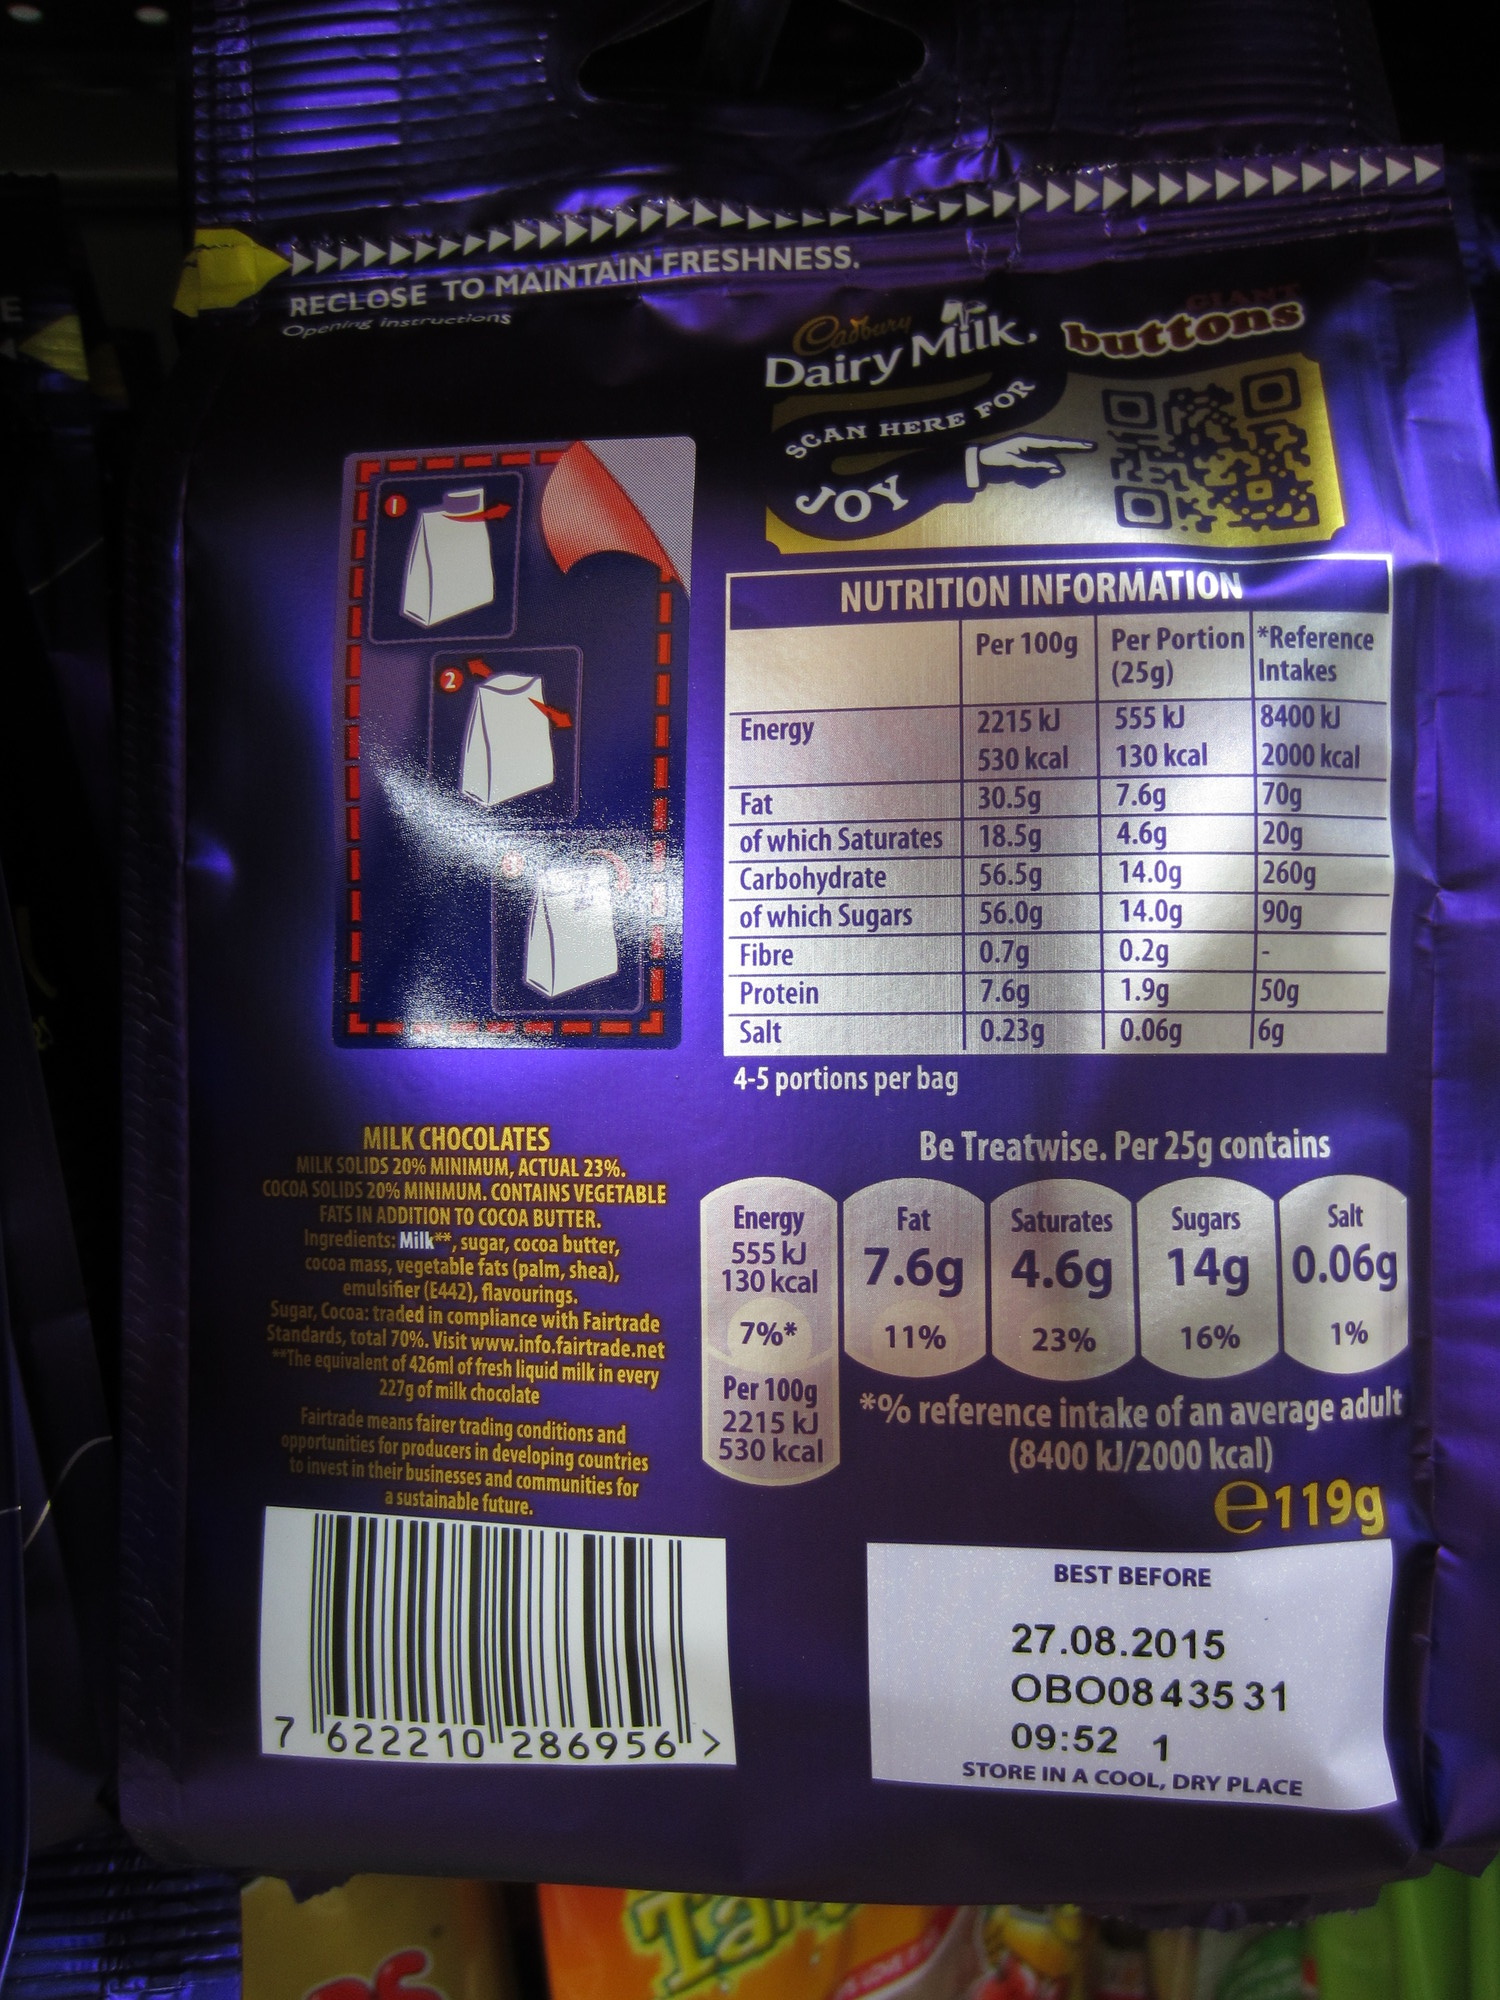 RECLOSE TO MAINTAIN FRESHNESS.
Opening instructions
Cadbury
Dairy Milk.
GIANT
buttons
SCAN HERE FOR
JOY
1
2
3
NUTRITION INFORMATION
Per 100g Per Portion (25g) *Reference Intakes
Energy 2215 kJ 555 kJ 8400 kJ
530 kcal 130 kcal 2000 kcal
Fat 30.5g 7.6g 70g
of which Saturates 18.5g 4.6g 20g
Carbohydrate 56.5g 14.0g 260g
of which Sugars 56.0g 14.0g 90g
Fibre 0.7g 0.2g -
Protein 7.6g 1.9g 50g
Salt 0.23g 0.06g 6g
4-5 portions per bag
MILK CHOCOLATES
MILK SOLIDS 20% MINIMUM, ACTUAL 23%.
COCOA SOLIDS 20% MINIMUM. CONTAINS VEGETABLE
FATS IN ADDITION TO COCOA BUTTER.
Ingredients: Milk**, sugar, cocoa butter,
cocoa mass, vegetable fats (palm, shea),
emulsifier (E442), flavourings.
Sugar, Cocoa: traded in compliance with Fairtrade
Standards, total 70%. Visit www.info.fairtrade.net
**The equivalent of 426ml of fresh liquid milk in every
227g of milk chocolate
Fairtrade means fairer trading conditions and
opportunities for producers in developing countries
to invest in their businesses and communities for
a sustainable future.
Be Treatwise. Per 25g contains
Energy
555 kJ
130 kcal
7%*
Per 100g
2215 kJ
530 kcal
Fat
7.6g
11%
Saturates
4.6g
23%
Sugars
14g
16%
Salt
0.06g
1%
*% reference intake of an average adult
(8400 kJ/2000 kcal)
e119g
7 622210 286956 >
BEST BEFORE
27.08.2015
OBO0843531
09:52 1
STORE IN A COOL, DRY PLACE